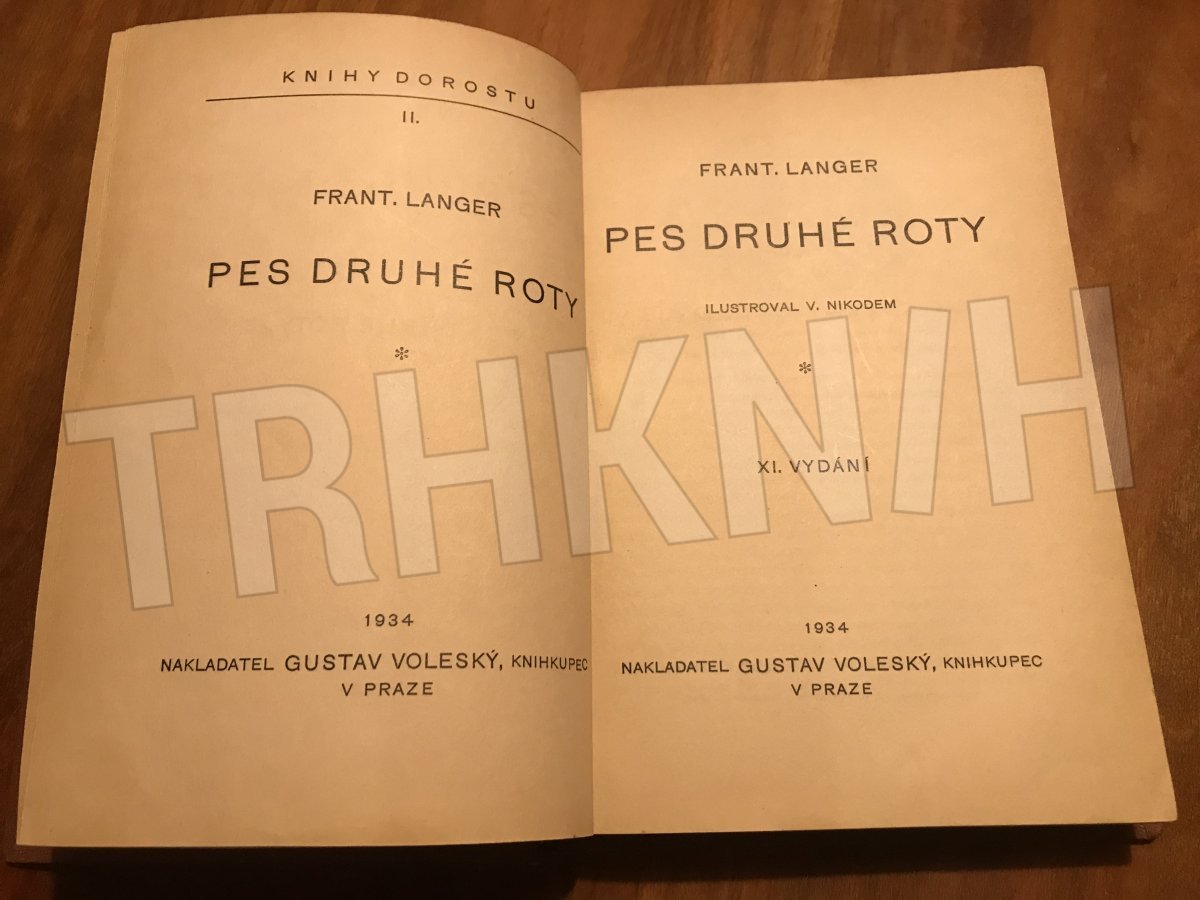 KNIHY DOROSTU
II.
FRANT. LANGER
PES DRUHÉ ROTY
*
1934
NAKLADATEL GUSTAV VOLESKÝ, KNIHKUPEC
V PRAZE
FRANT. LANGER
PES DRUHÉ ROTY
ILUSTROVAL V. NIKODEM
*
XI. VYDÁNÍ
1934
NAKLADATEL GUSTAV VOLESKÝ, KNIHKUPEC
V PRAZE
TRHKNIH